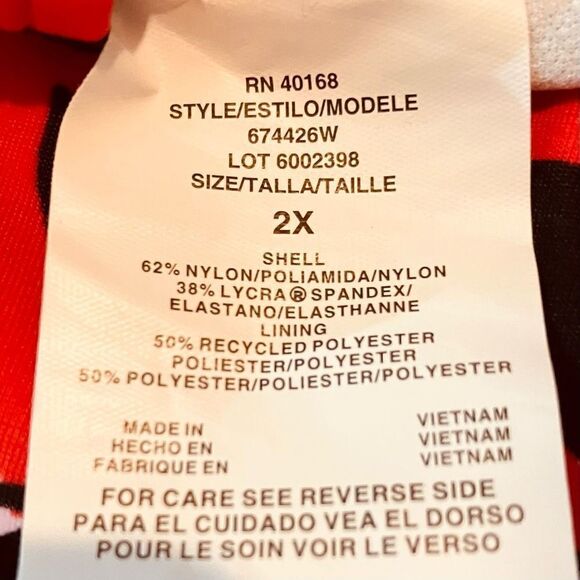 RN 40168
STYLE/ESTILO/MODELE
674426W
LOT 6002398
SIZE/TALLA/TAILLE
2X
SHELL
62% NYLON/POLIAMIDA/NYLON
38% LYCRA® SPANDEX/
ELASTANO/ELASTHANNE
LINING
50% RECYCLED POLYESTER
POLIESTER/POLYESTER
50% POLYESTER/POLIESTER/POLYESTER
MADE IN VIETNAM
HECHO EN VIETNAM
FABRIQUE EN VIETNAM
FOR CARE SEE REVERSE SIDE
PARA EL CUIDADO VEA EL DORSO
POUR LE SOIN VOIR LE VERSO